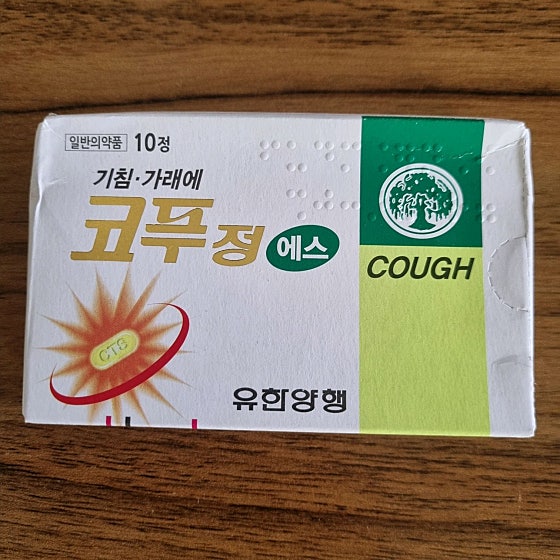 일반의약품 10정
기침·가래에
코푸정 에스
COUGH
CTS
유한양행